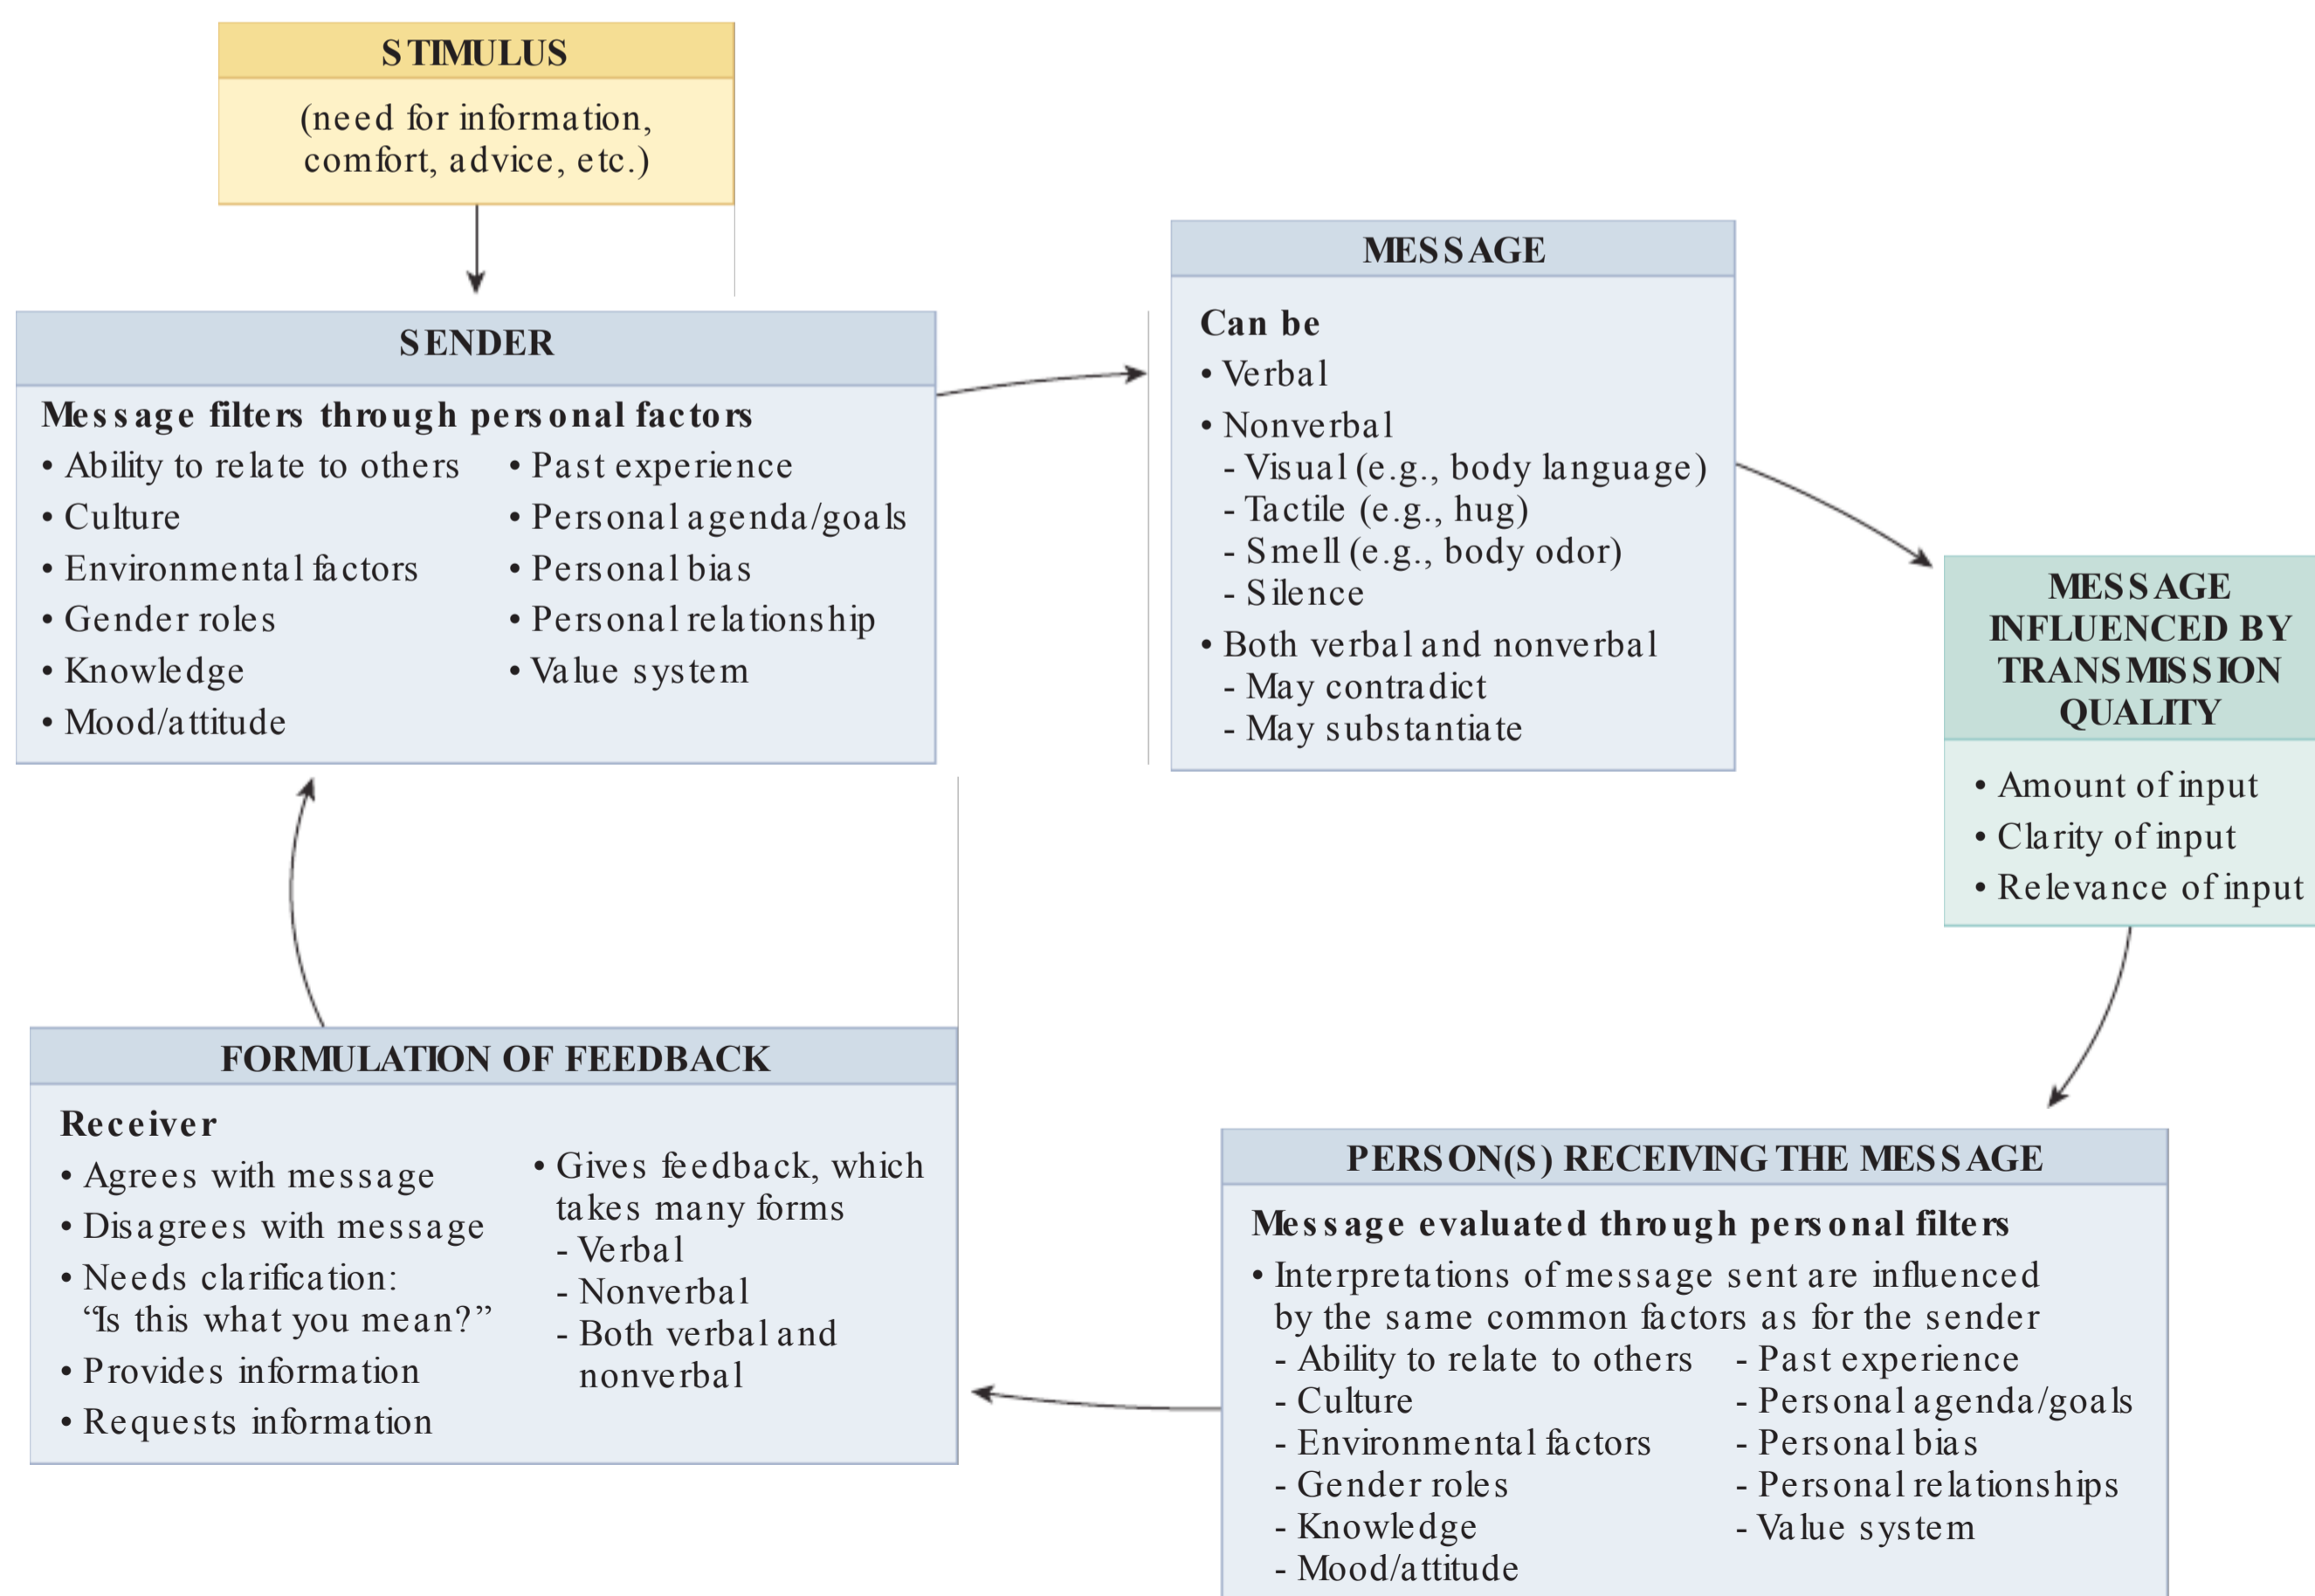 STIMULUS
(need for information,
comfort, advice, etc.)
SENDER
Message filters through personal factors
• Ability to relate to others
• Culture
• Environmental factors
• Gender roles
• Knowledge
• Mood/attitude
• Past experience
• Personal agenda/goals
• Personal bias
• Personal relationship
• Value system
MESSAGE
Can be
• Verbal
• Nonverbal
- Visual (e.g., body language)
- Tactile (e.g., hug)
- Smell (e.g., body odor)
- Silence
• Both verbal and nonverbal
- May contradict
- May substantiate
MESSAGE
INFLUENCED BY
TRANSMISSION
QUALITY
• Amount of input
• Clarity of input
• Relevance of input
PERSON(S) RECEIVING THE MESSAGE
Message evaluated through personal filters
• Interpretations of message sent are influenced
by the same common factors as for the sender
- Ability to relate to others
- Culture
- Environmental factors
- Gender roles
- Knowledge
- Mood/attitude
- Past experience
- Personal agenda/goals
- Personal bias
- Personal relationships
- Value system
FORMULATION OF FEEDBACK
Receiver
• Agrees with message
• Disagrees with message
• Needs clarification:
“Is this what you mean?”
• Provides information
• Requests information
• Gives feedback, which
takes many forms
- Verbal
- Nonverbal
- Both verbal and
nonverbal